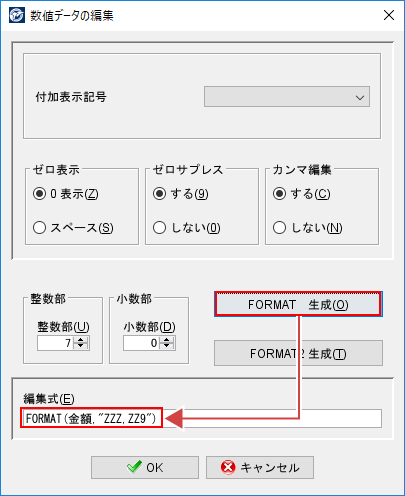 数値データの編集
付加表示記号
ゼロ表示
0 表示(Z)
スペース(S)
ゼロサプレス
する(9)
しない(0)
カンマ編集
する(C)
しない(N)
整数部
整数部(U)
7
小数部
小数部(D)
0
FORMAT 生成(O)
FORMAT2 生成(T)
編集式(E)
FORMAT(金額,"ZZZ,ZZ9")
OK
キャンセル